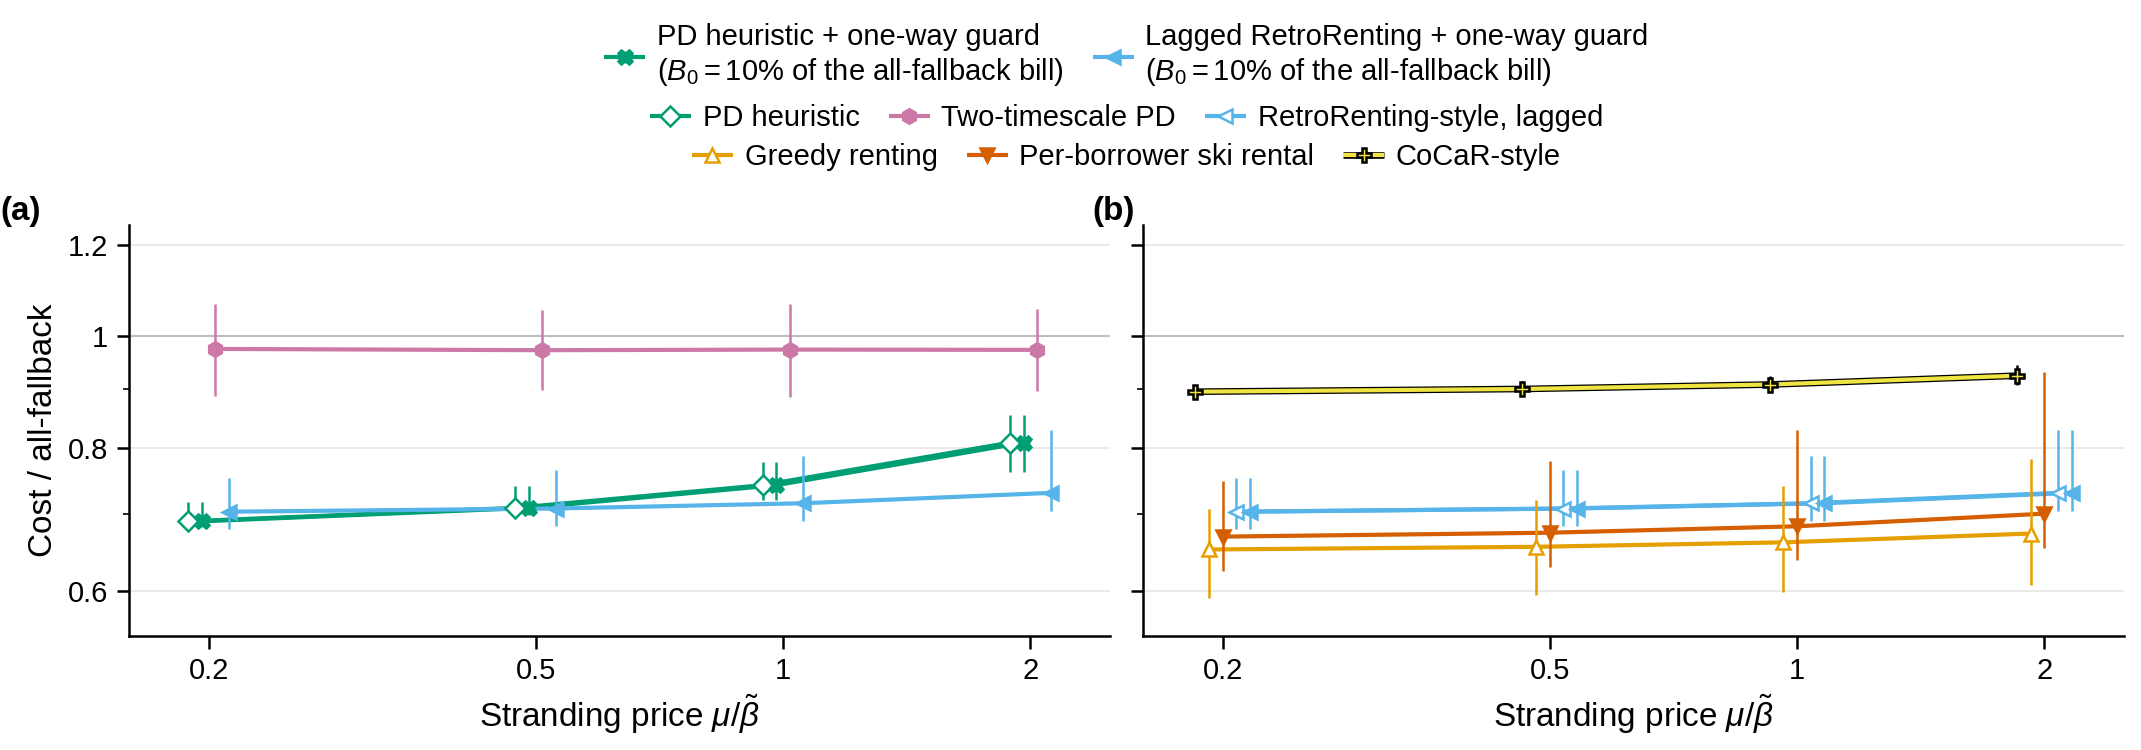 PD heuristic + one-way guard
(B₀ = 10% of the all-fallback bill)
Lagged RetroRenting + one-way guard
(B₀ = 10% of the all-fallback bill)
PD heuristic
Two-timescale PD
RetroRenting-style, lagged
Greedy renting
Per-borrower ski rental
CoCaR-style
(a)
1.2
1
0.8
0.6
Cost / all-fallback
0.2
0.5
1
2
Stranding price μ/β̃
(b)
0.2
0.5
1
2
Stranding price μ/β̃